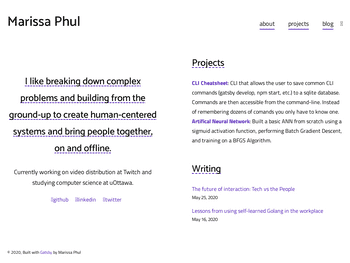 Marisa Phul
about projects blog
I like breaking down complex
problems and building from the
ground-up to create human-centered
systems and bring people together,
on and offline.
Currently working on video distribution at Twitch and
studying computer science at uOttawa.
github linkedin twitter
Projects
CLI Cheatsheet: CLI that allows the user to save common CLI
commands (gatsby develop, npm start, etc.) to a sqlite database.
Commands are then accessible from the command-line. Instead
of remembering dozens of commands you only have to know one.
Artifical Neural Network: Built a basic ANN from scratch using a
sigmuid activation function, performing Batch Gradient Descent,
and training on a BFGS Algorithm.
Writing
The future of interaction: Tech vs the People
May 25, 2020
Lessons from using self-learned Golang in the workplace
May 16, 2020
© 2020, Built with Gatsby by Marissa Phul